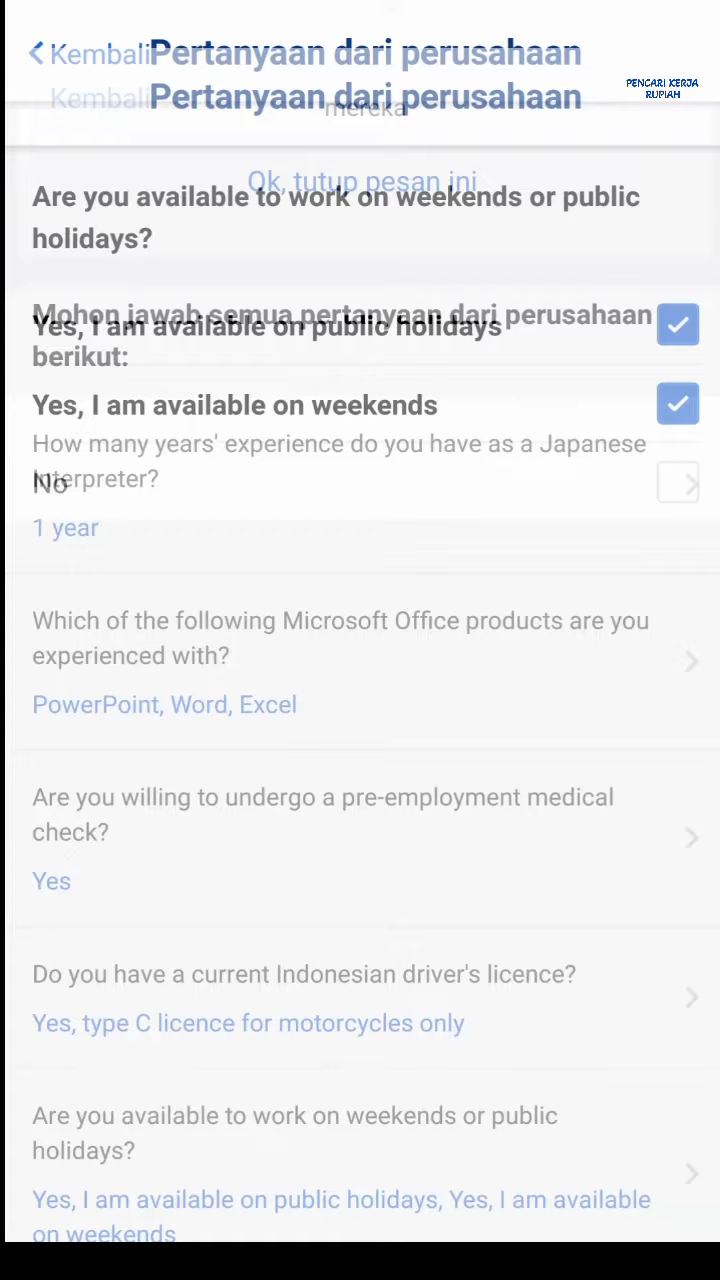 Kembali Pertanyaan dari perusahaan
Kembali Pertanyaan dari perusahaan
PENCARI KERJA
RUPIAH
mereka
Ok, tutup pesan ini
Are you available to work on weekends or public
holidays?
Mohon jawab semua pertanyaan dari perusahaan
berikut:
Yes, I am available on public holidays
Yes, I am available on weekends
How many years' experience do you have as a Japanese
Interpreter?
No
1 year
Which of the following Microsoft Office products are you
experienced with?
PowerPoint, Word, Excel
Are you willing to undergo a pre-employment medical
check?
Yes
Do you have a current Indonesian driver's licence?
Yes, type C licence for motorcycles only
Are you available to work on weekends or public
holidays?
Yes, I am available on public holidays, Yes, I am available
on weekends